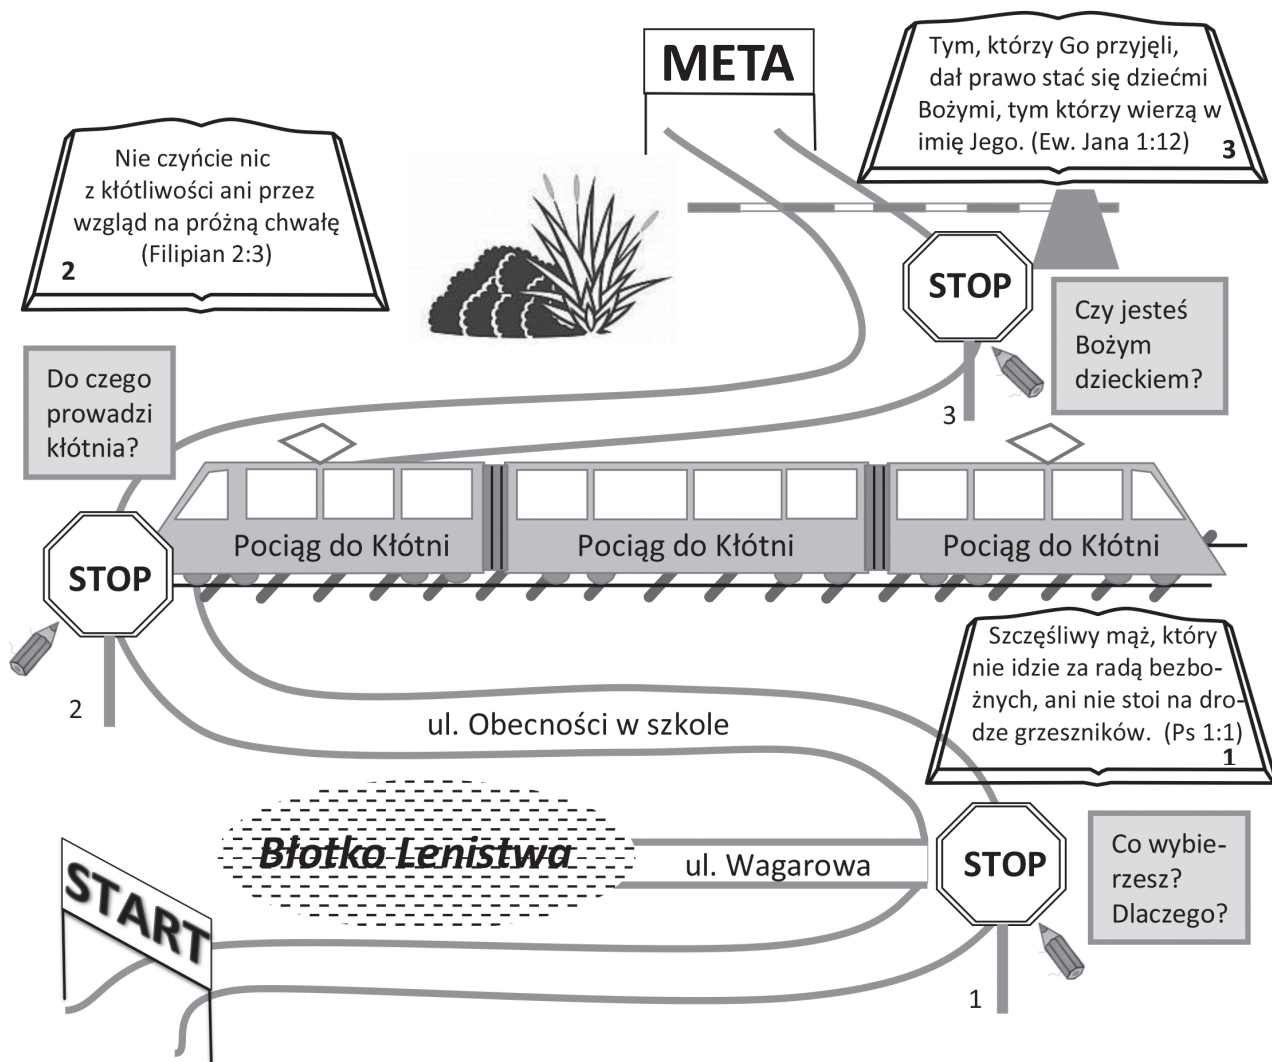 META
Tym, którzy Go przyjęli,
dał prawo stać się dziećmi
Bożymi, tym którzy wierzą w
imię Jego. (Ew. Jana 1:12)
3
Nie czyńcie nic
z kłótliwości ani przez
wzgląd na próżną chwałę
(Filipian 2:3)
2
STOP
3
Czy jesteś
Bożym
dzieckiem?
Do czego
prowadzi
kłótnia?
Pociąg do Kłótni
Pociąg do Kłótni
Pociąg do Kłótni
STOP
2
Szczęśliwy mąż, który
nie idzie za radą bezbo-
żnych, ani nie stoi na dro-
dze grzeszników. (Ps 1:1)
1
ul. Obecności w szkole
Błotko Lenistwa
ul. Wagarowa
STOP
1
Co wybie-
rzesz?
Dlaczego?
START